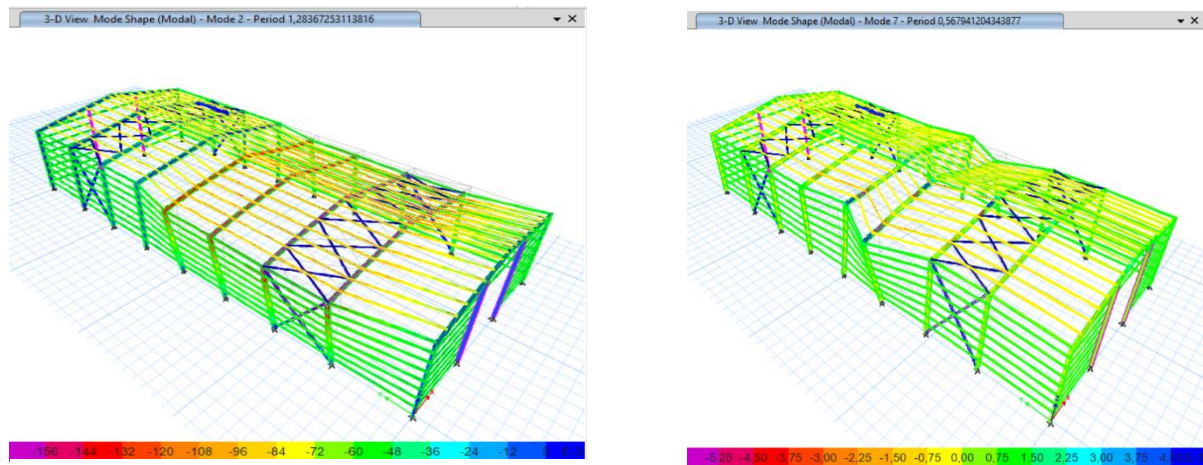 3-D View Mode Shape (Modal) - Mode 2 - Period 1,28367253113816
-156 -144 -132 -120 -108 -96 -84 -72 -60 -48 -36 -24 -12
3-D View Mode Shape (Modal) - Mode 7 - Period 0,567941204343877
-5,25 -4,50 -3,75 -3,00 -2,25 -1,50 -0,75 0,00 0,75 1,50 2,25 3,00 3,75